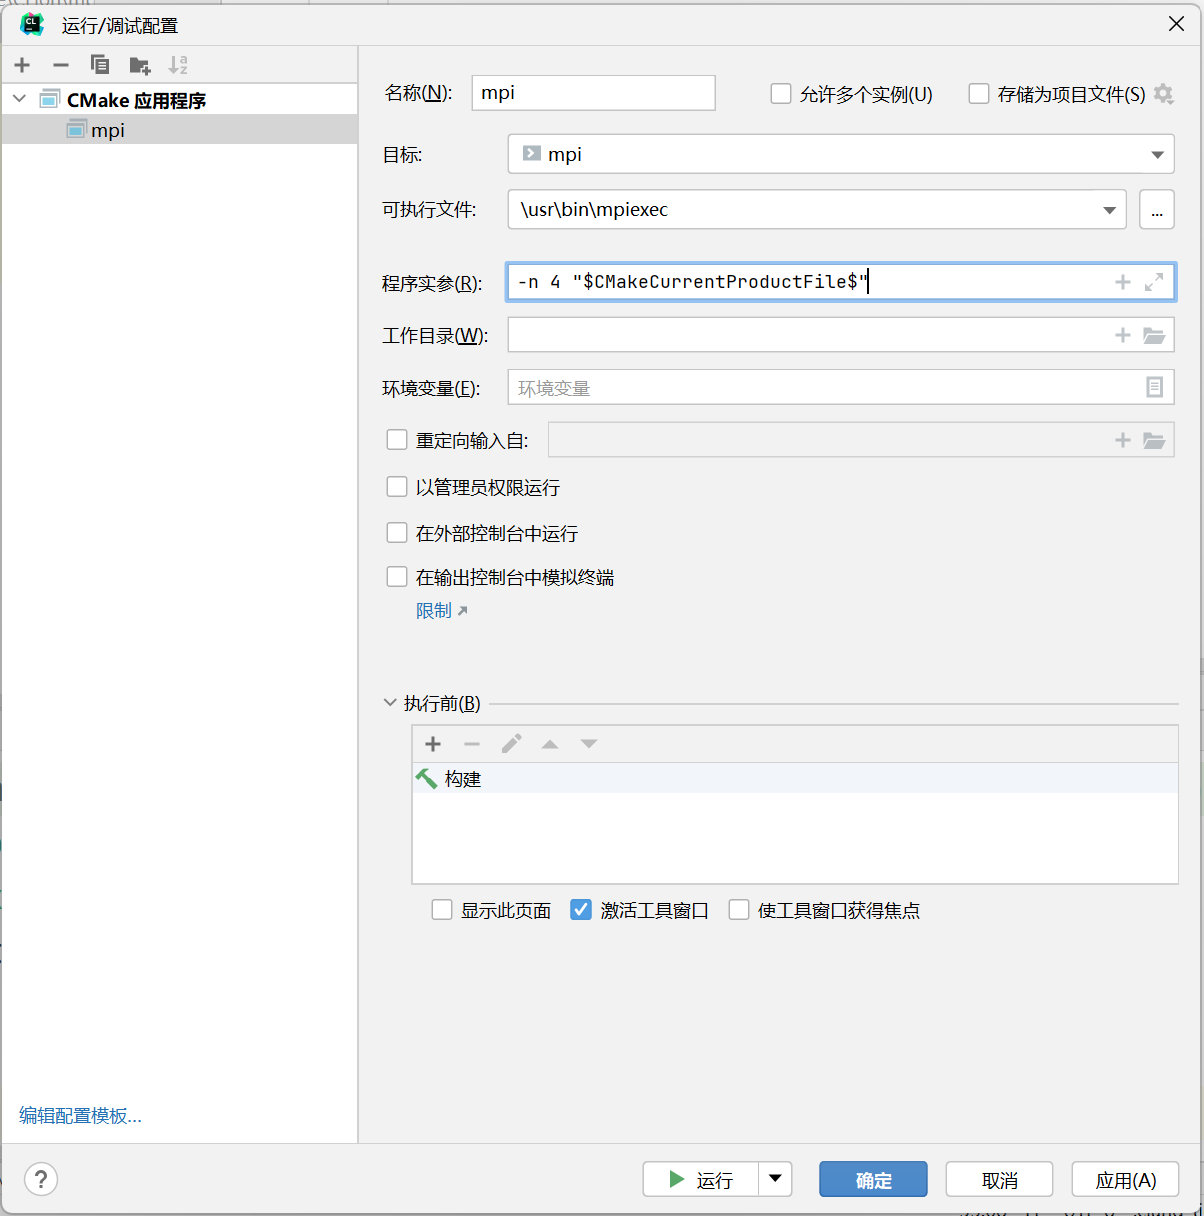 运行/调试配置
CMake 应用程序
mpi
名称(N):
mpi
允许多个实例(U)
存储为项目文件(S)
目标:
mpi
可执行文件:
\usr\bin\mpiexec
...
程序实参(R):
-n 4 "$CMakeCurrentProductFile$"
工作目录(W):
环境变量(E):
环境变量
重定向输入自:
以管理员权限运行
在外部控制台中运行
在输出控制台中模拟终端
限制
执行前(B)
构建
显示此页面
激活工具窗口
使工具窗口获得焦点
编辑配置模板...
?
运行
确定
取消
应用(A)